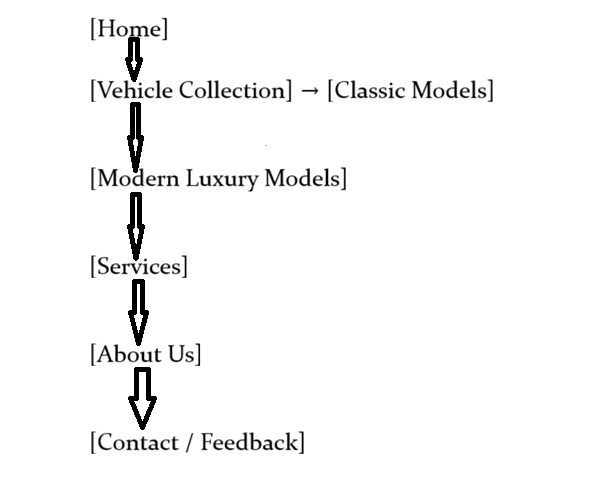 [Home]
[Vehicle Collection] → [Classic Models]
[Modern Luxury Models]
[Services]
[About Us]
[Contact / Feedback]